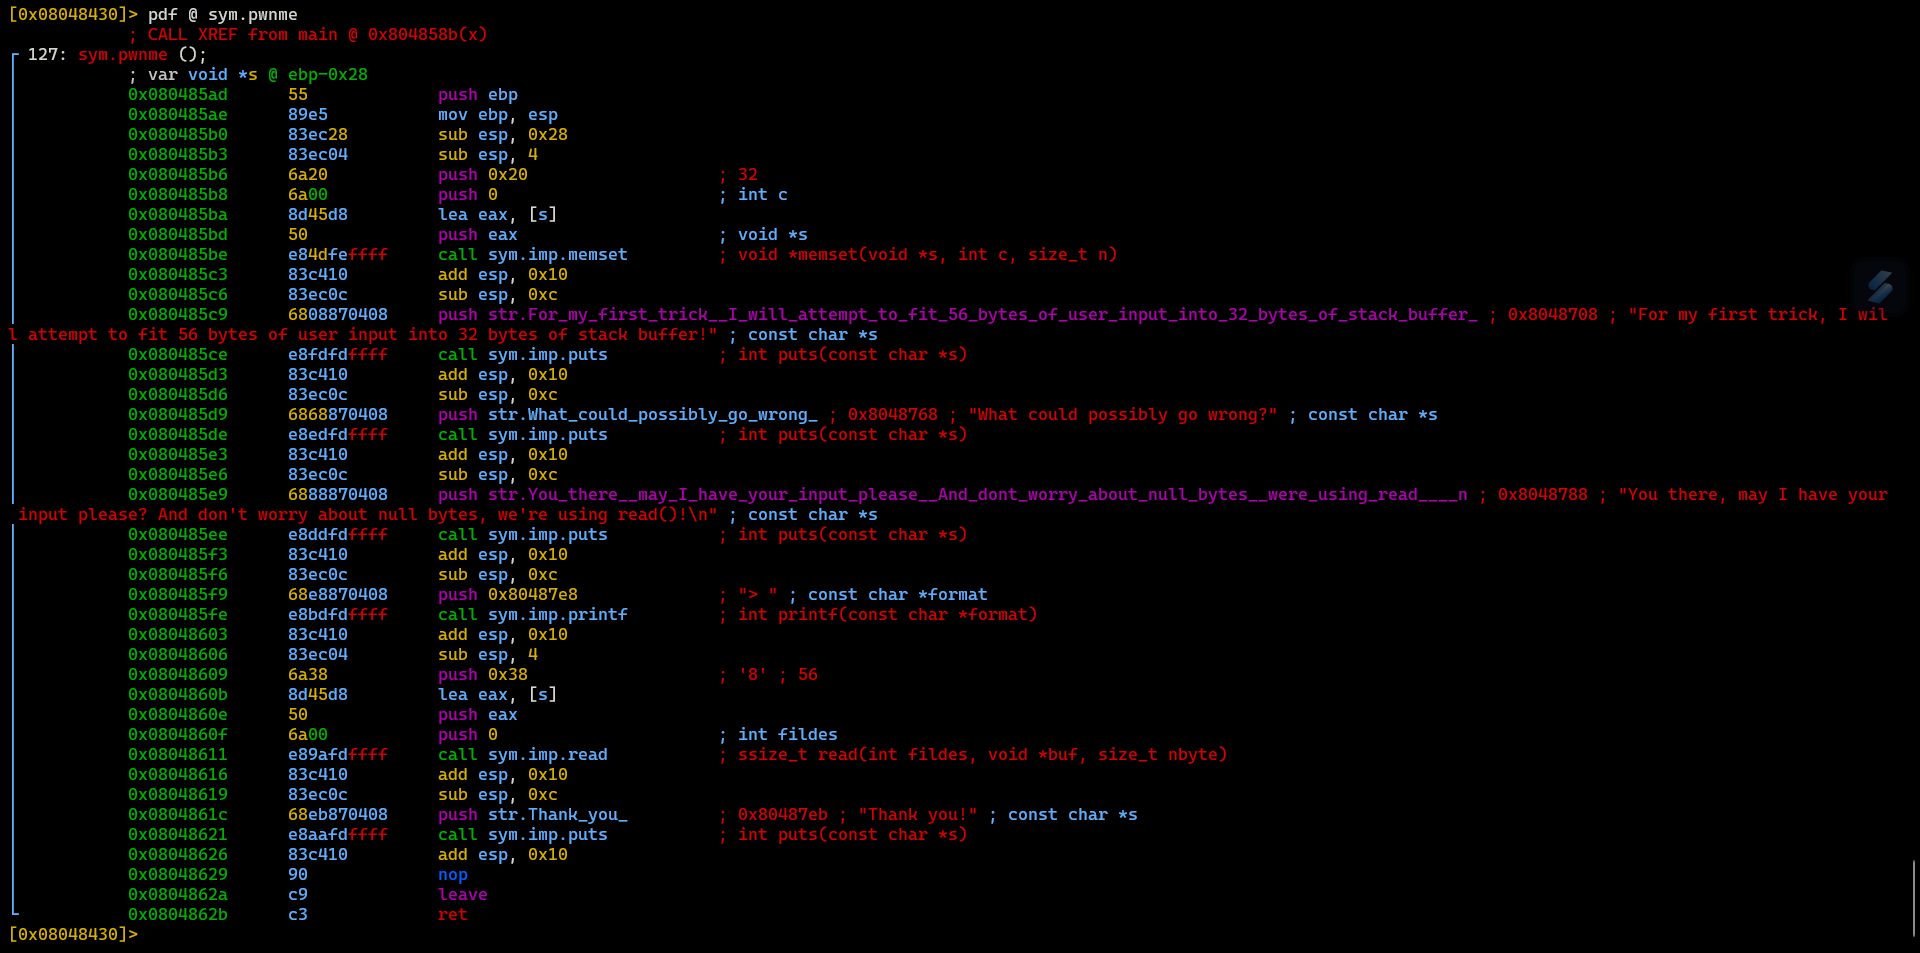 [0x08048430]> pdf @ sym.pwnme
; CALL XREF from main @ 0x804858b(x)
┌ 127: sym.pwnme ();
│ ; var void *s @ ebp-0x28
│ 0x080485ad 55 push ebp
│ 0x080485ae 89e5 mov ebp, esp
│ 0x080485b0 83ec28 sub esp, 0x28
│ 0x080485b3 83ec04 sub esp, 4
│ 0x080485b6 6a20 push 0x20 ; 32
│ 0x080485b8 6a00 push 0 ; int c
│ 0x080485ba 8d45d8 lea eax, [s]
│ 0x080485bd 50 push eax ; void *s
│ 0x080485be e84dfeffff call sym.imp.memset ; void *memset(void *s, int c, size_t n)
│ 0x080485c3 83c410 add esp, 0x10
│ 0x080485c6 83ec0c sub esp, 0xc
│ 0x080485c9 6808870408 push str.For_my_first_trick__I_will_attempt_to_fit_56_bytes_of_user_input_into_32_bytes_of_stack_buffer_ ; 0x8048708 ; "For my first trick, I wil
l attempt to fit 56 bytes of user input into 32 bytes of stack buffer!" ; const char *s
│ 0x080485ce e8fdfdffff call sym.imp.puts ; int puts(const char *s)
│ 0x080485d3 83c410 add esp, 0x10
│ 0x080485d6 83ec0c sub esp, 0xc
│ 0x080485d9 6868870408 push str.What_could_possibly_go_wrong_ ; 0x8048768 ; "What could possibly go wrong?" ; const char *s
│ 0x080485de e8edfdffff call sym.imp.puts ; int puts(const char *s)
│ 0x080485e3 83c410 add esp, 0x10
│ 0x080485e6 83ec0c sub esp, 0xc
│ 0x080485e9 6888870408 push str.You_there__may_I_have_your_input_please__And_dont_worry_about_null_bytes__were_using_read____n ; 0x8048788 ; "You there, may I have your
input please? And don't worry about null bytes, we're using read()!\n" ; const char *s
│ 0x080485ee e8ddfdffff call sym.imp.puts ; int puts(const char *s)
│ 0x080485f3 83c410 add esp, 0x10
│ 0x080485f6 83ec0c sub esp, 0xc
│ 0x080485f9 68e8870408 push 0x80487e8 ; "> " ; const char *format
│ 0x080485fe e8bdfdffff call sym.imp.printf ; int printf(const char *format)
│ 0x08048603 83c410 add esp, 0x10
│ 0x08048606 83ec04 sub esp, 4
│ 0x08048609 6a38 push 0x38 ; '8' ; 56
│ 0x0804860b 8d45d8 lea eax, [s]
│ 0x0804860e 50 push eax
│ 0x0804860f 6a00 push 0 ; int fildes
│ 0x08048611 e89afdffff call sym.imp.read ; ssize_t read(int fildes, void *buf, size_t nbyte)
│ 0x08048616 83c410 add esp, 0x10
│ 0x08048619 83ec0c sub esp, 0xc
│ 0x0804861c 68eb870408 push str.Thank_you_ ; 0x80487eb ; "Thank you!" ; const char *s
│ 0x08048621 e8aafdffff call sym.imp.puts ; int puts(const char *s)
│ 0x08048626 83c410 add esp, 0x10
│ 0x08048629 90 nop
│ 0x0804862a c9 leave
└ 0x0804862b c3 ret
[0x08048430]>